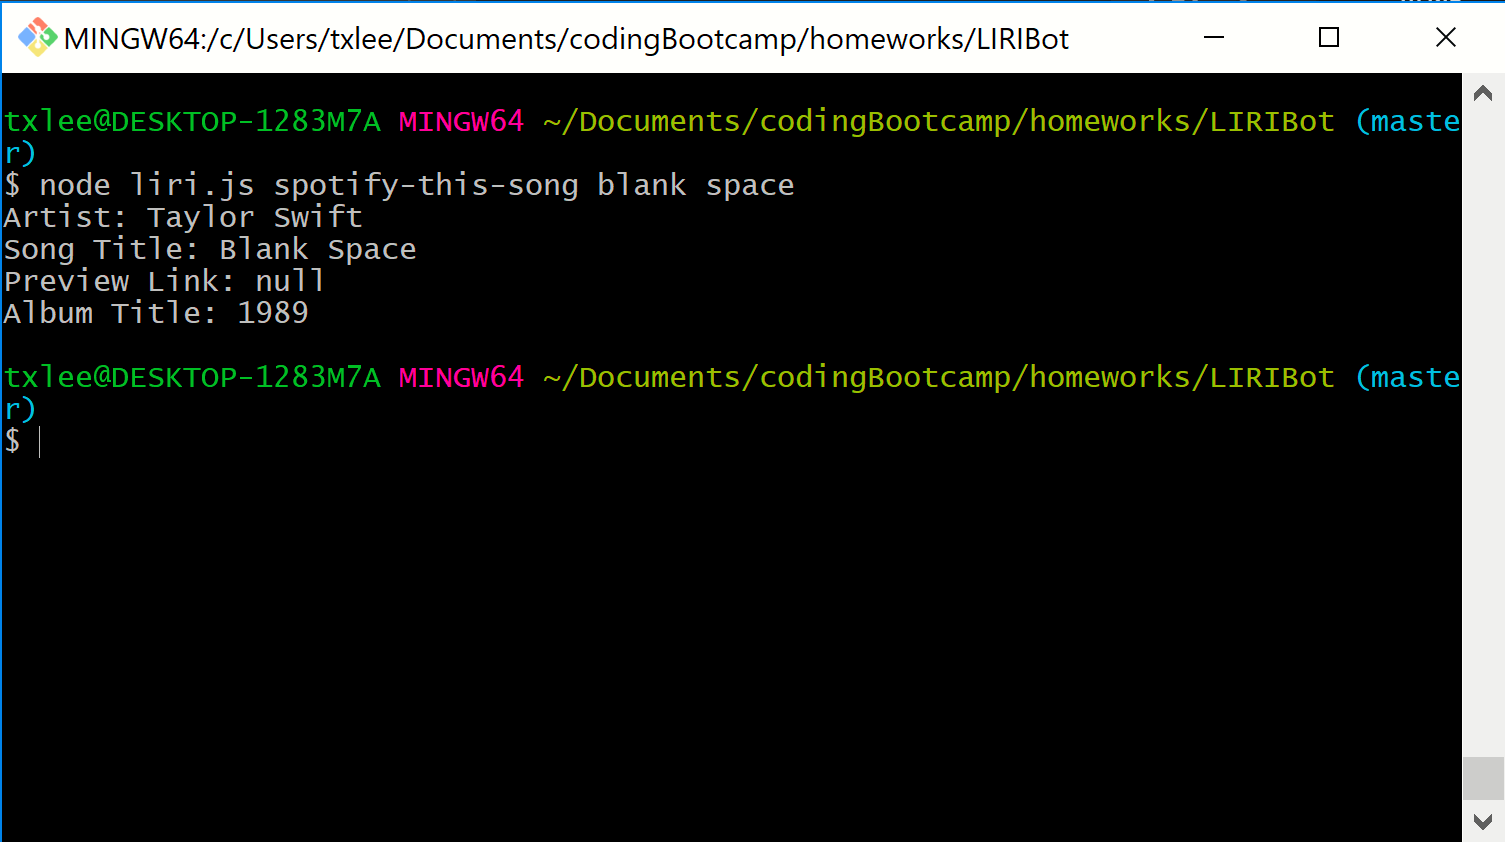 MINGW64:/c/Users/txlee/Documents/codingBootcamp/homeworks/LIRIBot
txlee@DESKTOP-1283M7A MINGW64 ~/Documents/codingBootcamp/homeworks/LIRIBot (maste
r)
$ node liri.js spotify-this-song blank space
Artist: Taylor Swift
Song Title: Blank Space
Preview Link: null
Album Title: 1989
txlee@DESKTOP-1283M7A MINGW64 ~/Documents/codingBootcamp/homeworks/LIRIBot (maste
r)
$